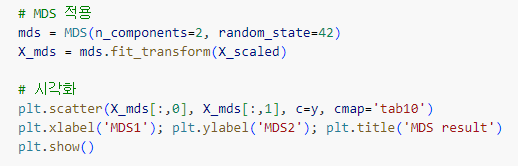 # MDS 적용
mds = MDS(n_components=2, random_state=42)
X_mds = mds.fit_transform(X_scaled)
# 시각화
plt.scatter(X_mds[:,0], X_mds[:,1], c=y, cmap='tab10')
plt.xlabel('MDS1'); plt.ylabel('MDS2'); plt.title('MDS result')
plt.show()